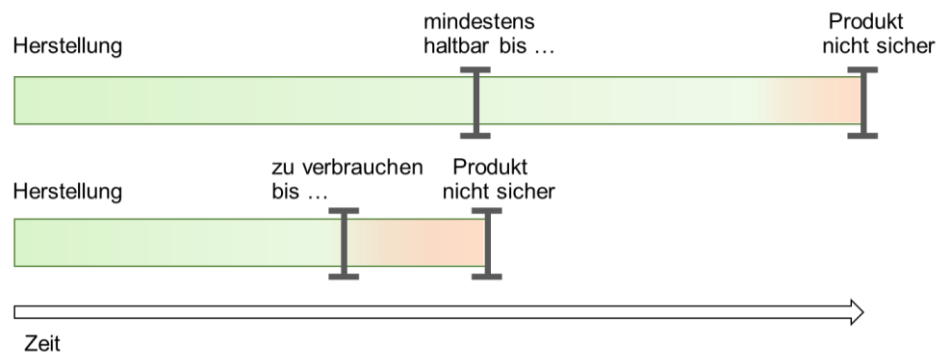 Herstellung
mindestens
haltbar bis …
Produkt
nicht sicher
Herstellung
zu verbrauchen
bis …
Produkt
nicht sicher
Zeit